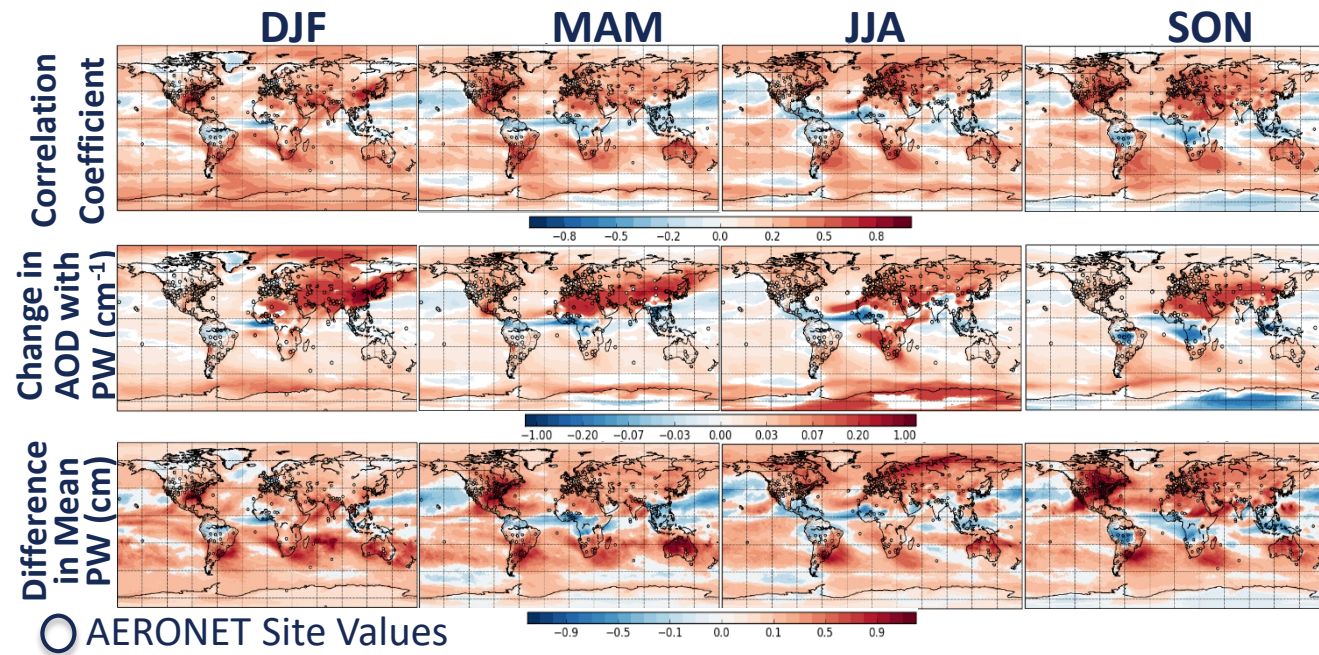 DJF MAM JJA SON
Correlation
Coefficient
−0.8 −0.5 −0.2 0.0 0.2 0.5 0.8
Change in
AOD with
PW (cm⁻¹)
−1.00 −0.20 −0.07 −0.03 0.00 0.03 0.07 0.20 1.00
Difference
in Mean
PW (cm)
−0.9 −0.5 −0.1 0.0 0.1 0.5 0.9
AERONET Site Values